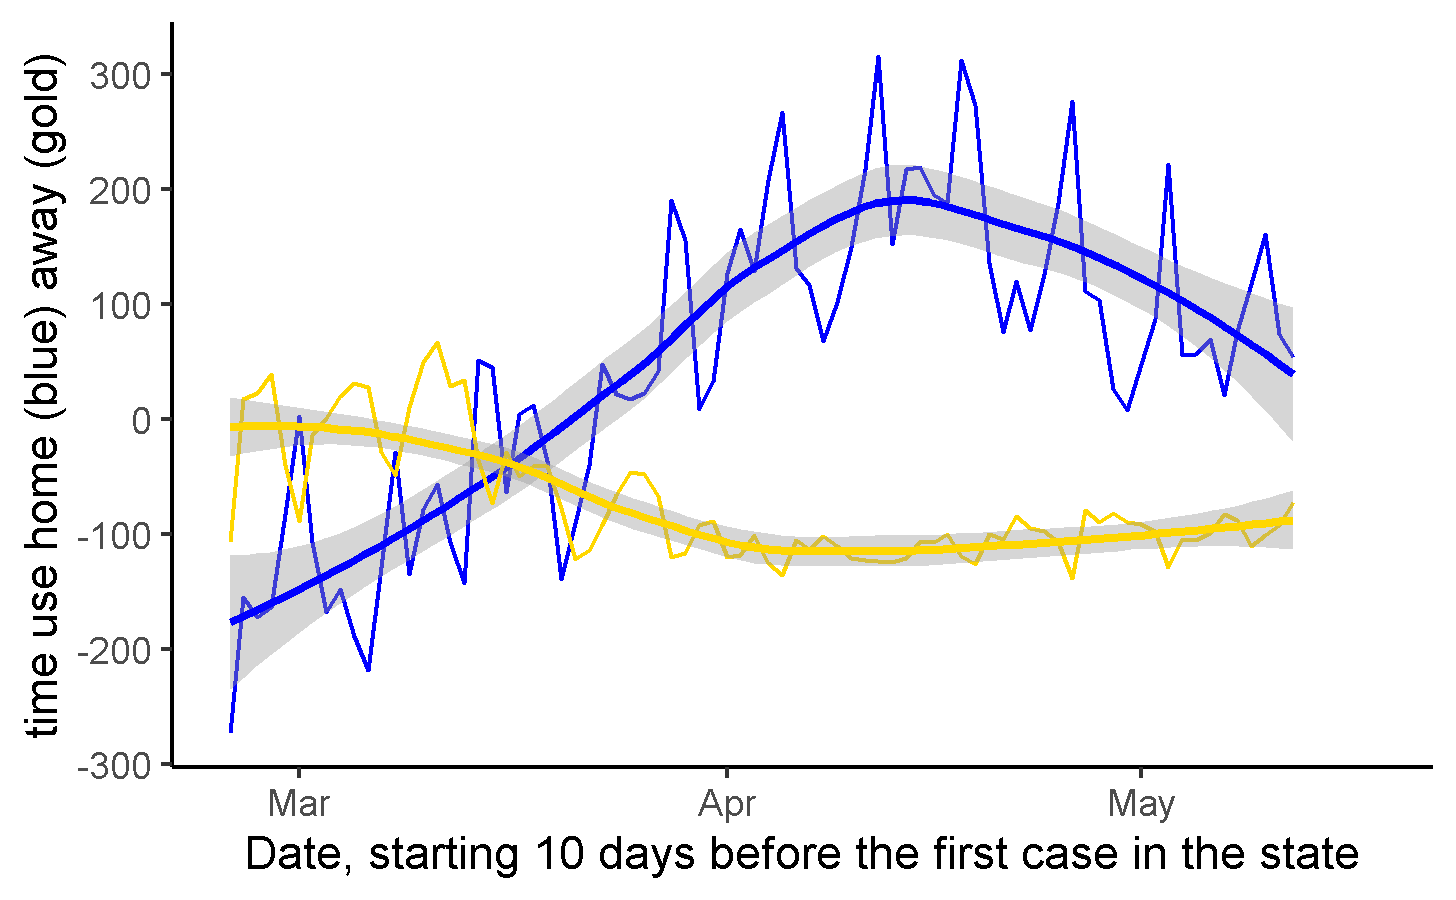 time use home (blue) away (gold)
300
200
100
0
-100
-200
-300
Mar Apr May
Date, starting 10 days before the first case in the state